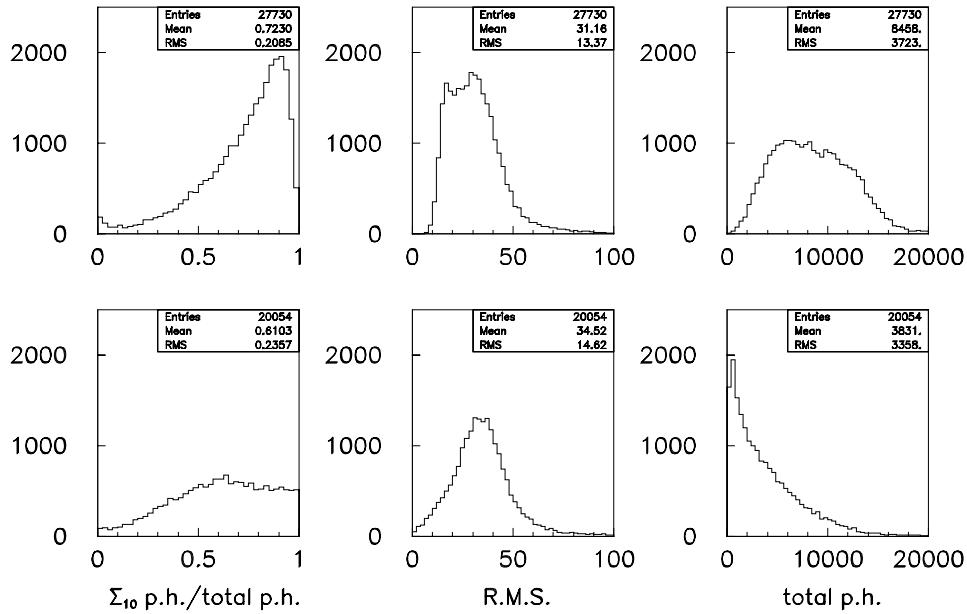 Entries 27730
Mean 0.7230
RMS 0.2085
Entries 27730
Mean 31.16
RMS 13.37
Entries 27730
Mean 8458.
RMS 3723.
2000
1000
0
0 0.5 1
2000
1000
0
0 50 100
2000
1000
0
0 10000 20000
Entries 20054
Mean 0.6103
RMS 0.2357
Entries 20054
Mean 34.52
RMS 14.62
Entries 20054
Mean 3831.
RMS 3358.
2000
1000
0
0 0.5 1
2000
1000
0
0 50 100
2000
1000
0
0 10000 20000
Σ₁₀ p.h./total p.h.
R.M.S.
total p.h.